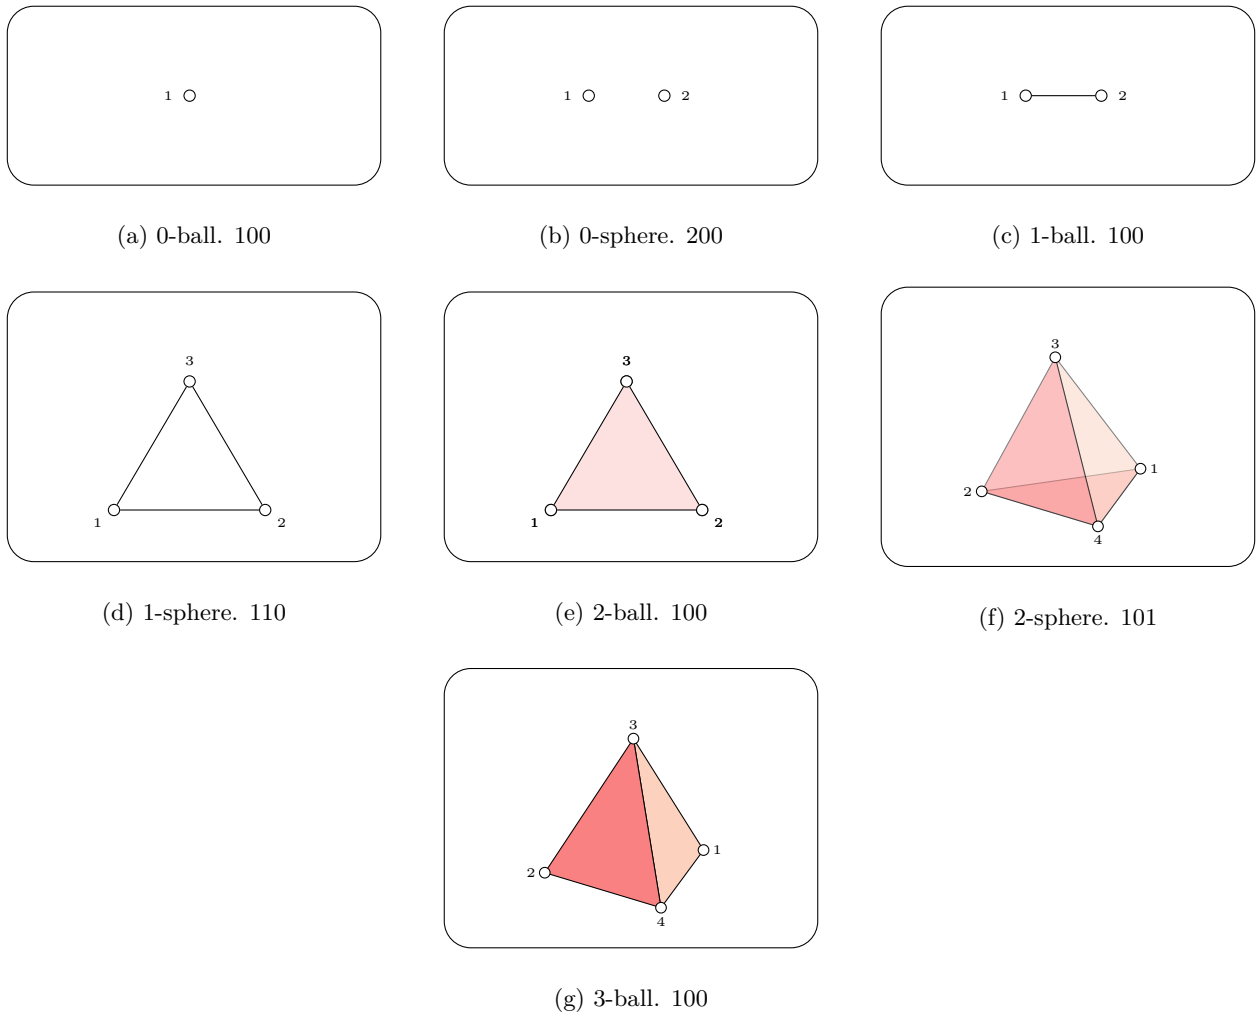 1
1 2
1 2
(a) 0-ball. 100
(b) 0-sphere. 200
(c) 1-ball. 100
3
1 2
3
1 2
3
1
2
4
(d) 1-sphere. 110
(e) 2-ball. 100
(f) 2-sphere. 101
3
1
2
4
(g) 3-ball. 100